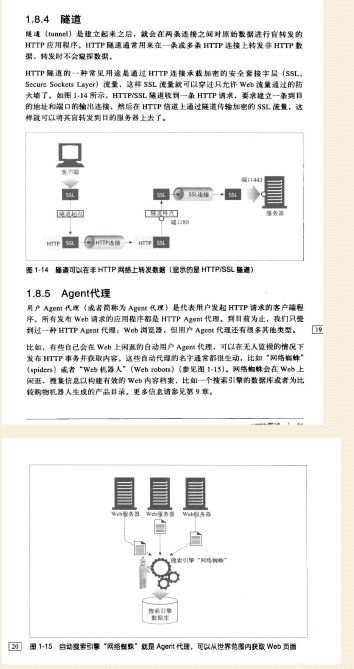 1.8.4 隧道
隧道（tunnel）是建立起来之后，就会在两条连接之间对原始数据进行盲转发的
HTTP 应用程序。HTTP 隧道通常用来在一条或多条 HTTP 连接上转发非 HTTP 数
据，转发时不会窥探数据。
HTTP 隧道的一种常见用途是通过 HTTP 连接承载加密的安全套接字层（SSL，
Secure Sockets Layer）流量，这样 SSL 流量就可以穿过只允许 Web 流量通过的防
火墙了。如图 1-14 所示，HTTP/SSL 隧道收到一条 HTTP 请求，要求建立一条到目
的地址和端口的输出连接，然后在 HTTP 信道上通过隧道传输加密的 SSL 流量，这
样就可以将其盲转发到目的服务器上去了。
客户端
端口443
SSL
SSL
SSL连接
SSL
服务器
隧道起点
隧道终点
端口80
HTTP
SSL
HTTP连接
HTTP
SSL
图 1-14 隧道可以在非 HTTP 网络上转发数据（显示的是 HTTP/SSL 隧道）
1.8.5 Agent代理
用户 Agent 代理（或者简称为 Agent 代理）是代表用户发起 HTTP 请求的客户端程
序。所有发布 Web 请求的应用程序都是 HTTP Agent 代理。到目前为止，我们只提
到过一种 HTTP Agent 代理：Web 浏览器，但用户 Agent 代理还有很多其他类型。
19
比如，有些自己会在 Web 上闲逛的自动用户 Agent 代理，可以在无人监视的情况下
发布 HTTP 事务并获取内容。这些自动代理的名字通常都很生动，比如“网络蜘蛛”
（spiders）或者“Web 机器人”（Web robots）（参见图 1-15）。网络蜘蛛会在 Web 上
闲逛，搜集信息以构建有效的 Web 内容档案，比如一个搜索引擎的数据库或者为比
较购物机器人生成的产品目录。更多信息请参见第 9 章。
Web服务器
Web服务器
Web服务器
搜索引擎“网络蜘蛛”
搜索引擎
数据库
20
图 1-15 自动搜索引擎“网络蜘蛛”就是 Agent 代理，可以从世界范围内获取 Web 页面